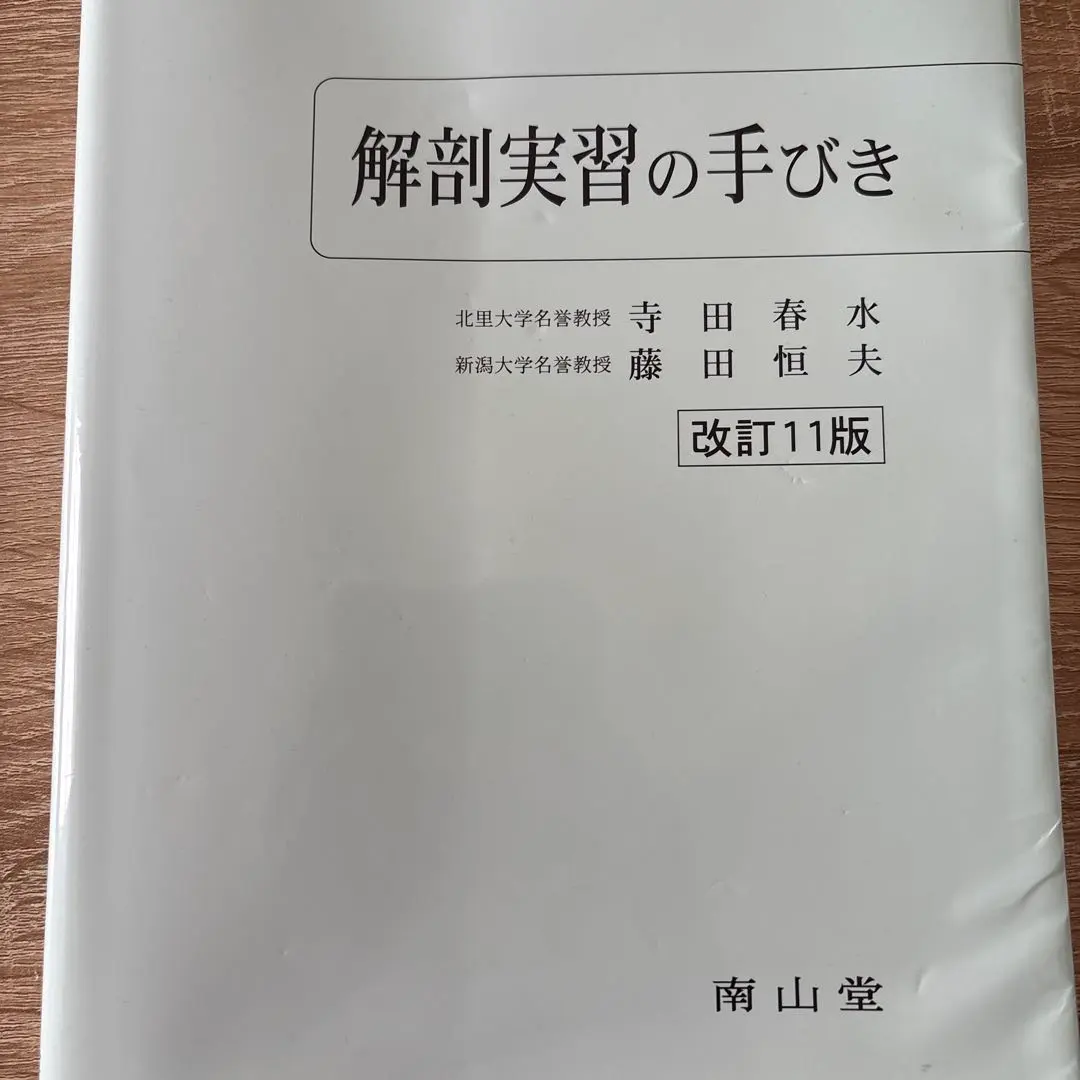 解剖実習の手びき
北里大学名誉教授 寺田春水
新潟大学名誉教授 藤田恒夫
改訂11版
南山堂